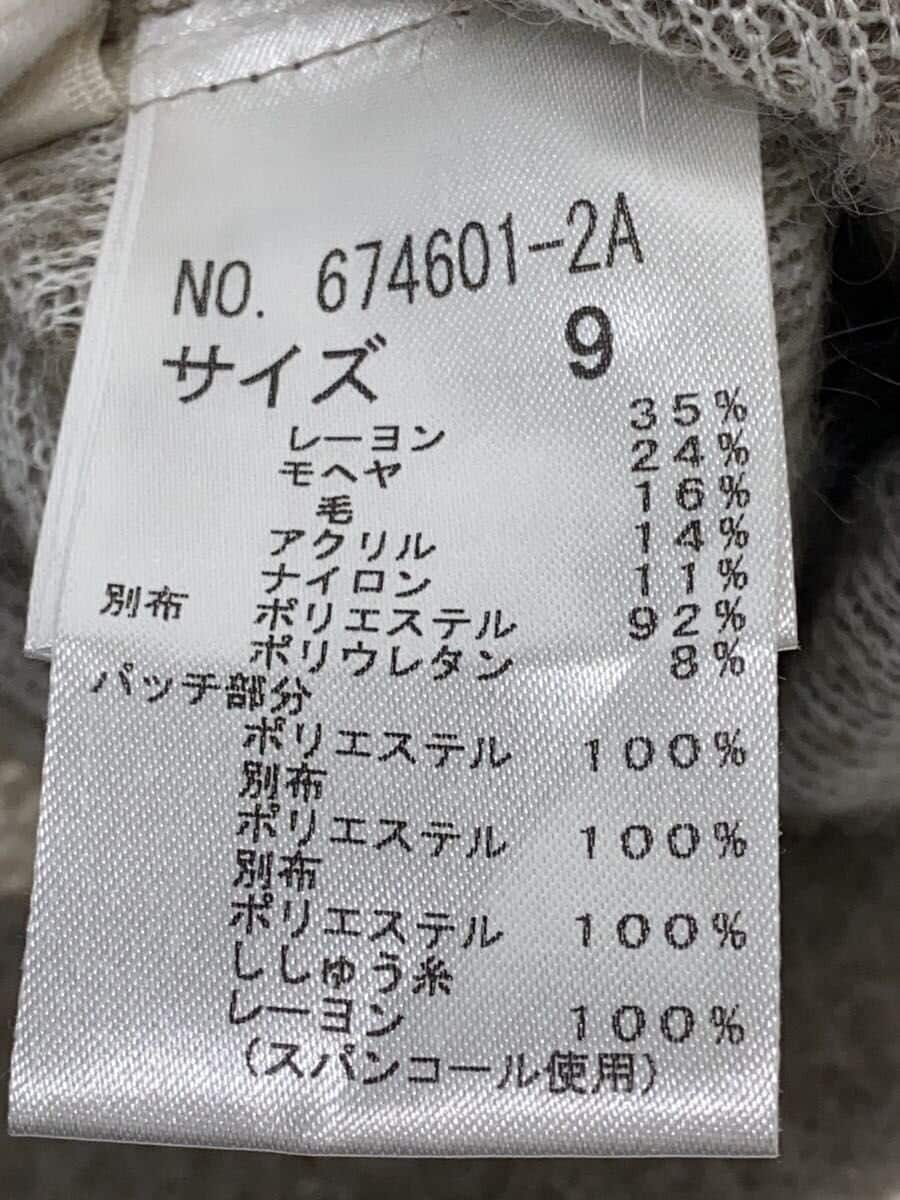 NO. 674601-2A
サイズ 9
レーヨン 35%
モヘヤ 24%
毛 16%
アクリル 14%
ナイロン 11%
別布 ポリエステル 92%
ポリウレタン 8%
パッチ部分
ポリエステル 100%
別布
ポリエステル 100%
別布
ポリエステル 100%
ししゅう糸
レーヨン 100%
(スパンコール使用)